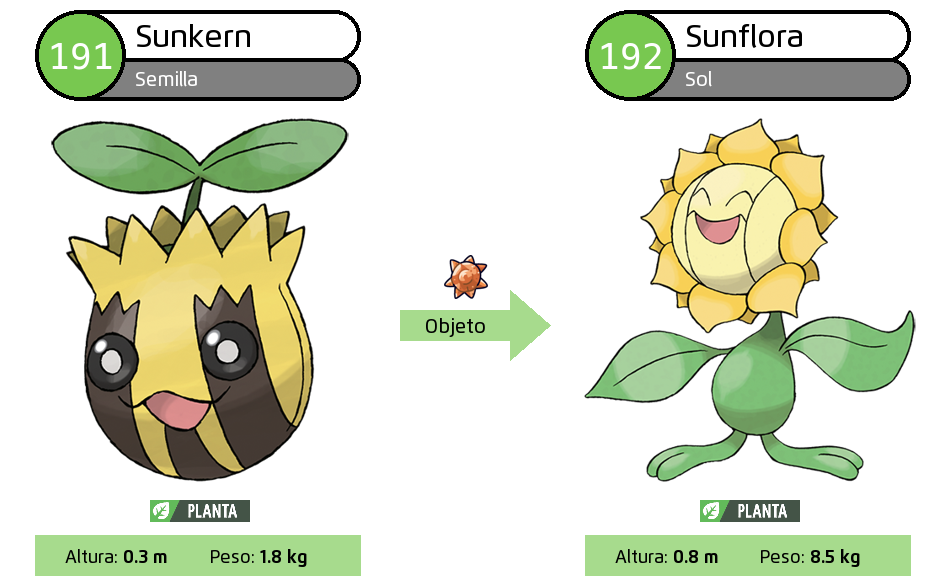 191
Sunkern
Semilla
192
Sunflora
Sol
Objeto
PLANTA
PLANTA
Altura: 0.3 m Peso: 1.8 kg
Altura: 0.8 m Peso: 8.5 kg